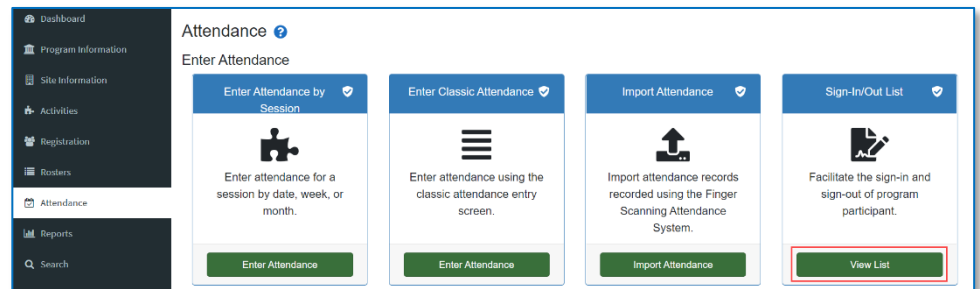 Dashboard
Program Information
Site Information
Activities
Registration
Rosters
Attendance
Reports
Search
Attendance ?
Enter Attendance
Enter Attendance by
Session
Enter attendance for a
session by date, week, or
month.
Enter Attendance
Enter Classic Attendance
Enter attendance using the
classic attendance entry
screen.
Enter Attendance
Import Attendance
Import attendance records
recorded using the Finger
Scanning Attendance
System.
Import Attendance
Sign-In/Out List
Facilitate the sign-in and
sign-out of program
participant.
View List